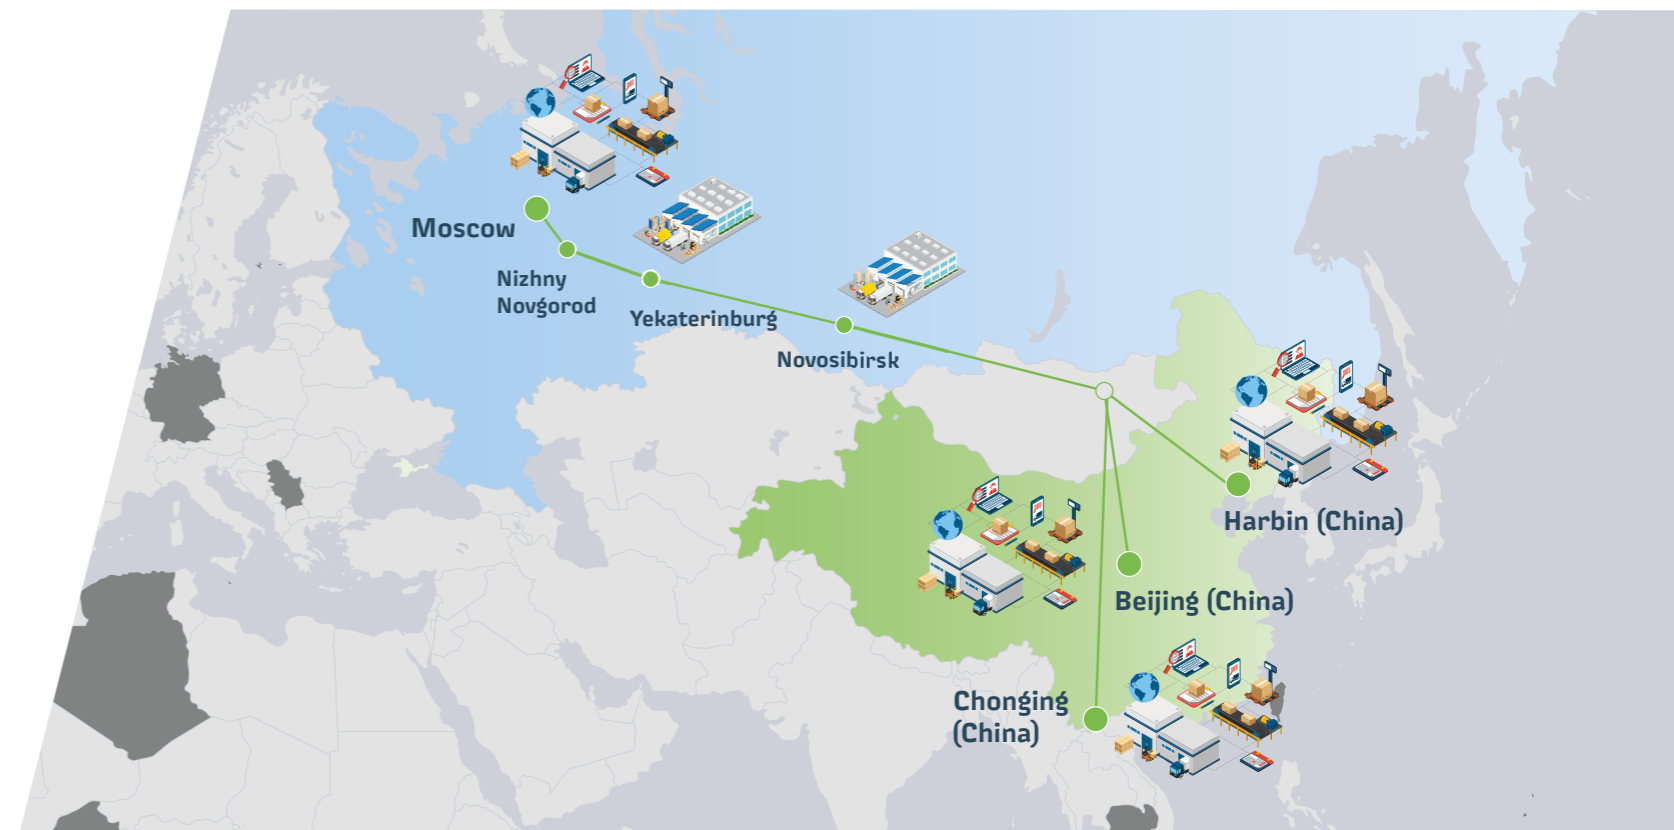 Moscow
Nizhny
Novgorod
Yekaterinburg
Novosibirsk
Harbin (China)
Beijing (China)
Chonging
(China)